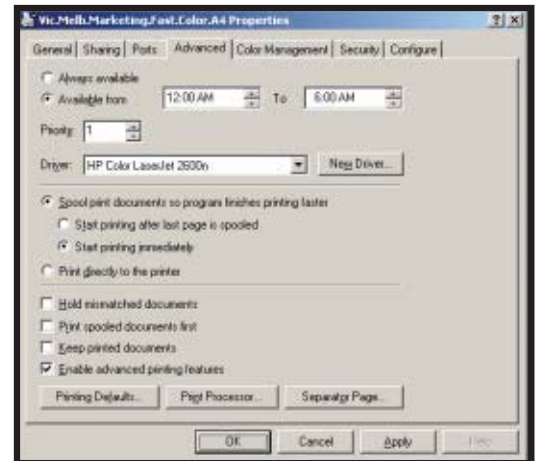 Vic.Melb.Marketing.Fast.Color.A4 Properties
General Sharing Ports Advanced Color Management Security Configure
Always available
Available from 12:00 AM To 6:00 AM
Priority: 1
Driver: HP Color LaserJet 2600n New Driver...
Spool print documents so program finishes printing faster
Start printing after last page is spooled
Start printing immediately
Print directly to the printer
Hold mismatched documents
Print spooled documents first
Keep printed documents
Enable advanced printing features
Printing Defaults... Print Processor... Separator Page...
OK Cancel Apply Help